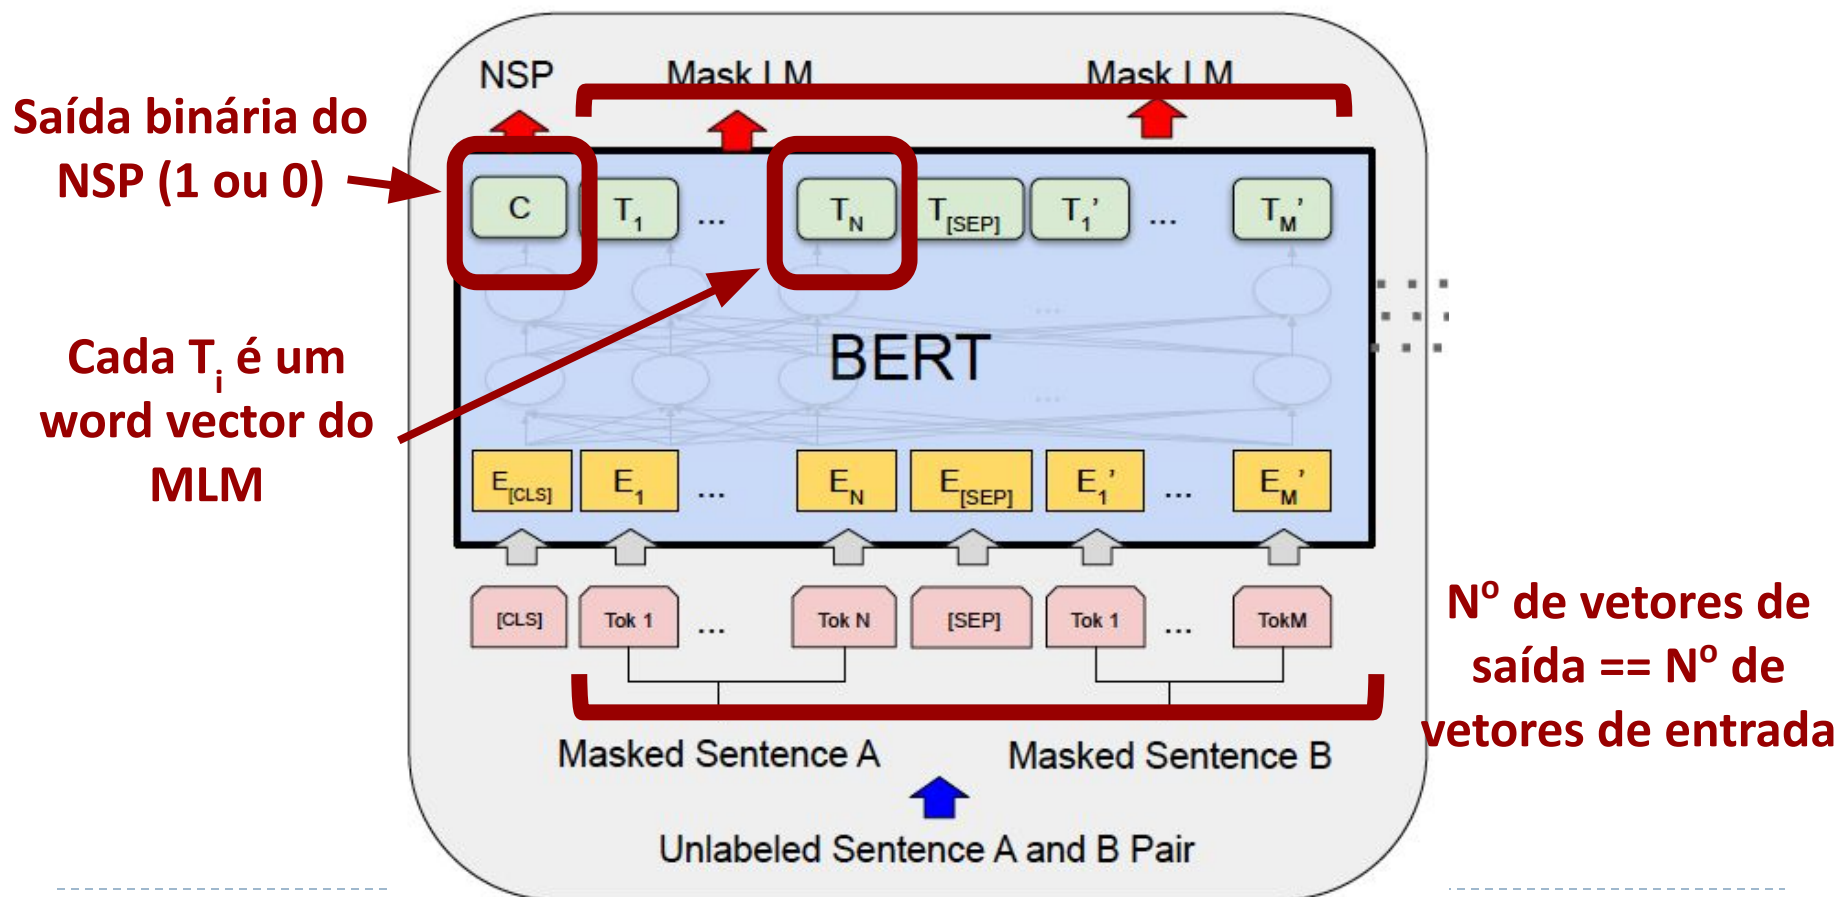 NSP
Mask LM
Mask LM
Saída binária do
NSP (1 ou 0)
C
T1
...
TN
T[SEP]
T1’
...
TM’
...
BERT
...
Cada Ti é um
word vector do
MLM
E[CLS]
E1
...
EN
E[SEP]
E1’
...
EM’
[CLS]
Tok 1
...
Tok N
[SEP]
Tok 1
...
TokM
Nº de vetores de
saída == Nº de
vetores de entrada
Masked Sentence A
Masked Sentence B
Unlabeled Sentence A and B Pair